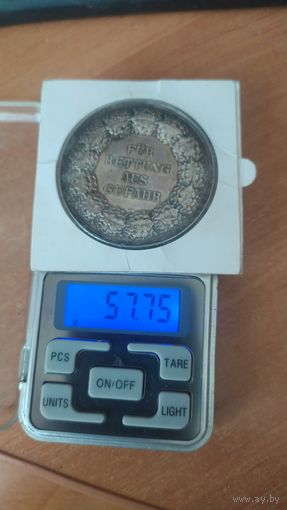 FÜR
RETTUNG
AUS
GEFAHR
57.75
PCS
TARE
ON/OFF
UNITS
LIGHT
www.ay.by